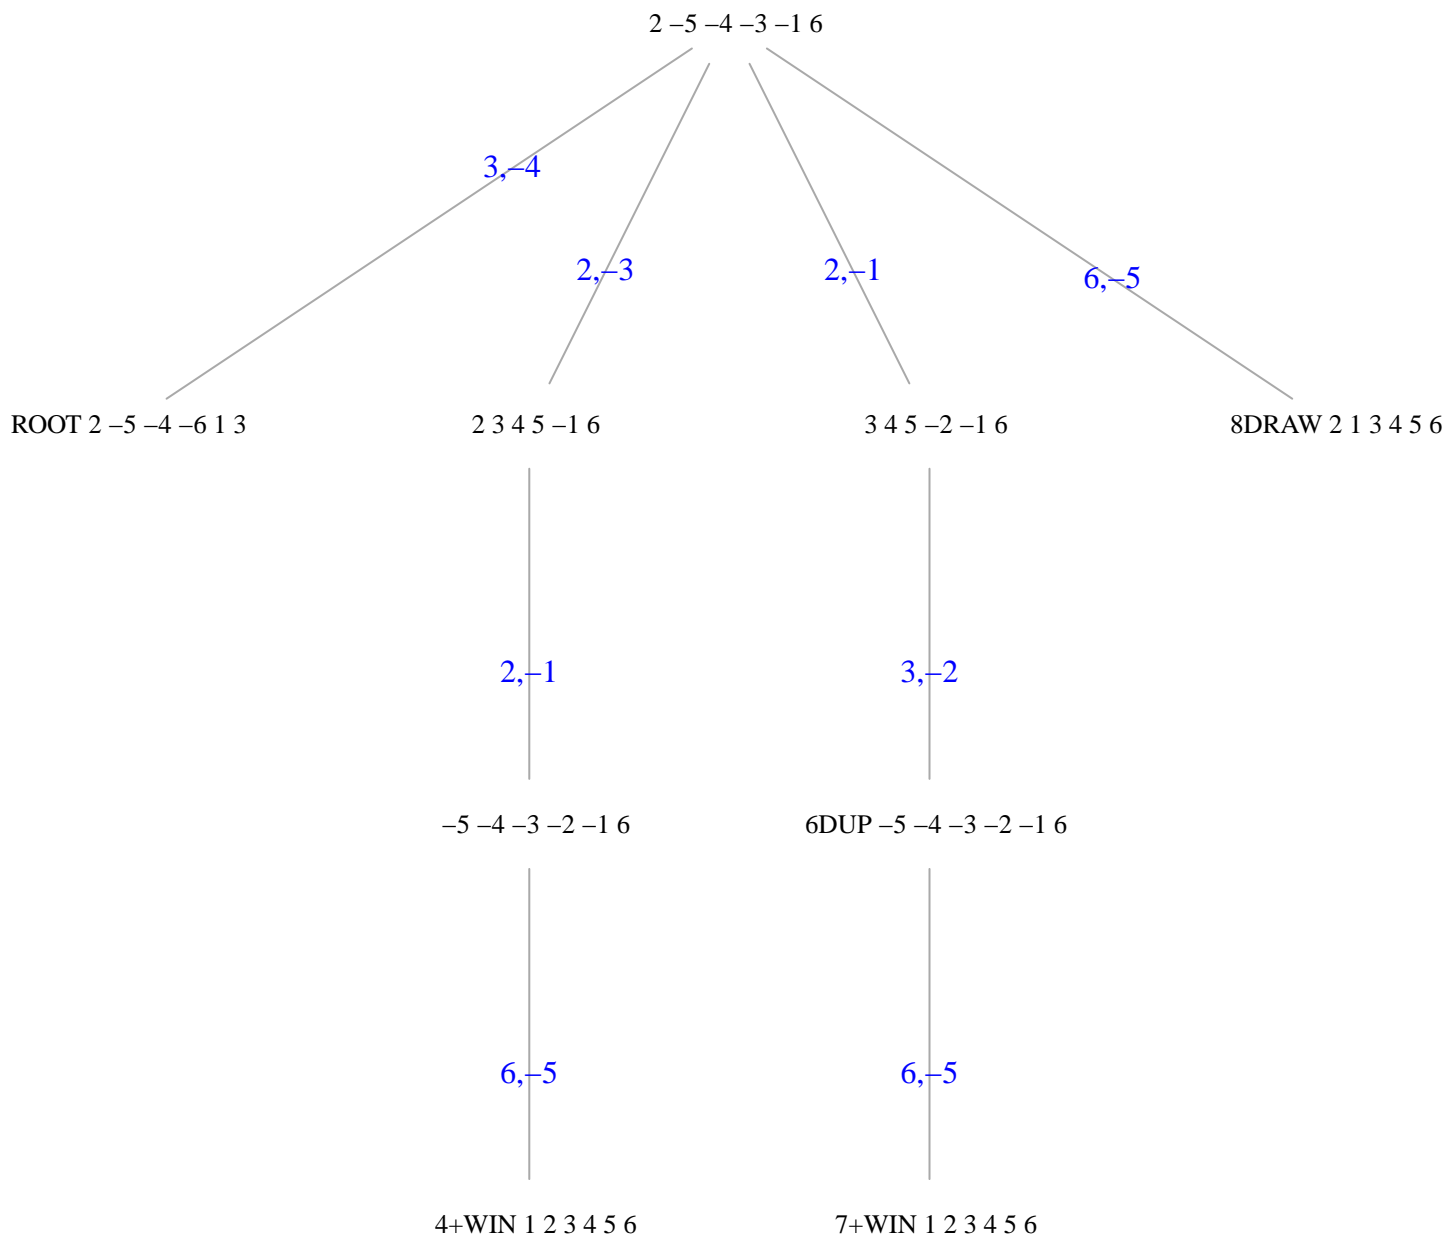 2 –5 –4 –3 –1 6
3,–4
2,–3
2,–1
6,–5
ROOT 2 –5 –4 –6 1 3
2 3 4 5 –1 6
3 4 5 –2 –1 6
8DRAW 2 1 3 4 5 6
2,–1
3,–2
–5 –4 –3 –2 –1 6
6DUP –5 –4 –3 –2 –1 6
6,–5
6,–5
4+WIN 1 2 3 4 5 6
7+WIN 1 2 3 4 5 6